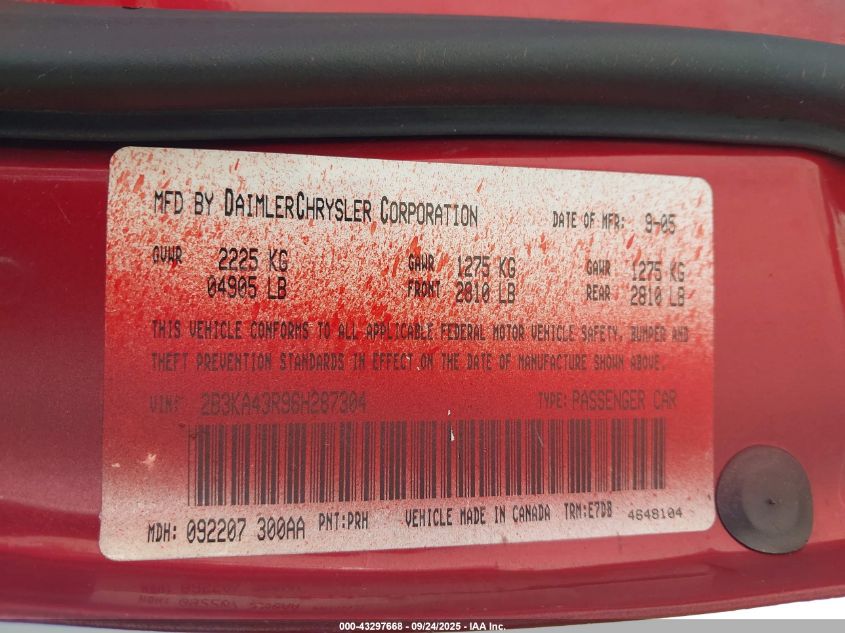 MFD BY DAIMLERCHRYSLER CORPORATION DATE OF MFR: 9-05
GVWR 2225 KG GAWR 1275 KG GAWR 1275 KG
04905 LB FRONT 2810 LB REAR 2810 LB
THIS VEHICLE CONFORMS TO ALL APPLICABLE FEDERAL MOTOR VEHICLE SAFETY, BUMPER AND
THEFT PREVENTION STANDARDS IN EFFECT ON THE DATE OF MANUFACTURE SHOWN ABOVE.
VIN: 2B3KA43R96H287304 TYPE: PASSENGER CAR
MDH: 092207 300AA PNT:PRH VEHICLE MADE IN CANADA TRM:E7D8 4648104
000-43297668 - 09/24/2025 - IAA Inc.